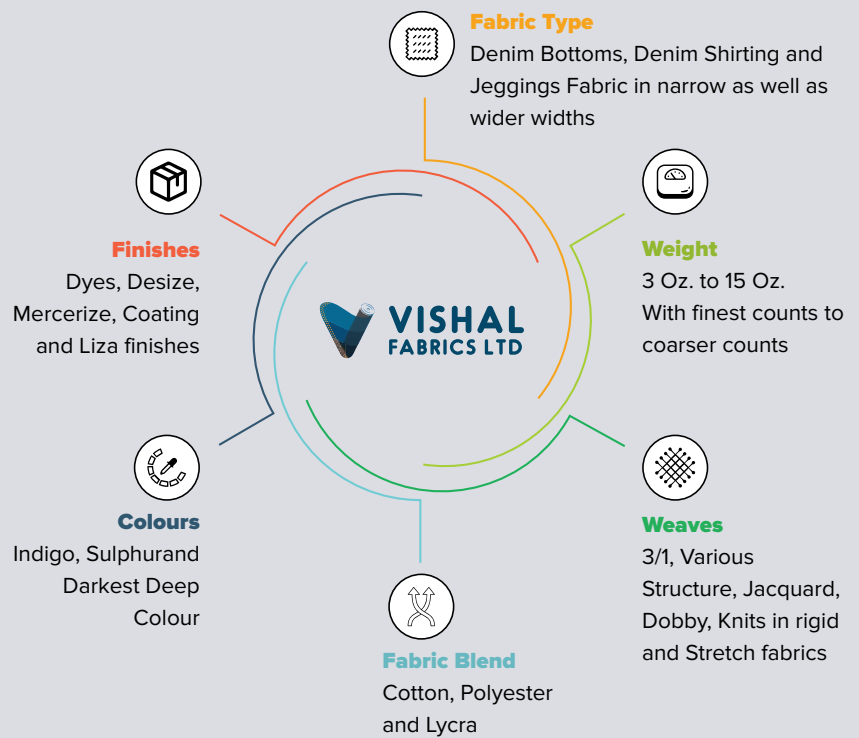 Fabric Type
Denim Bottoms, Denim Shirting and
Jeggings Fabric in narrow as well as
wider widths
Finishes
Dyes, Desize,
Mercerize, Coating
and Liza finishes
Weight
3 Oz. to 15 Oz.
With finest counts to
coarser counts
VISHAL
FABRICS LTD
Colours
Indigo, Sulphurand
Darkest Deep
Colour
Weaves
3/1, Various
Structure, Jacquard,
Dobby, Knits in rigid
and Stretch fabrics
Fabric Blend
Cotton, Polyester
and Lycra